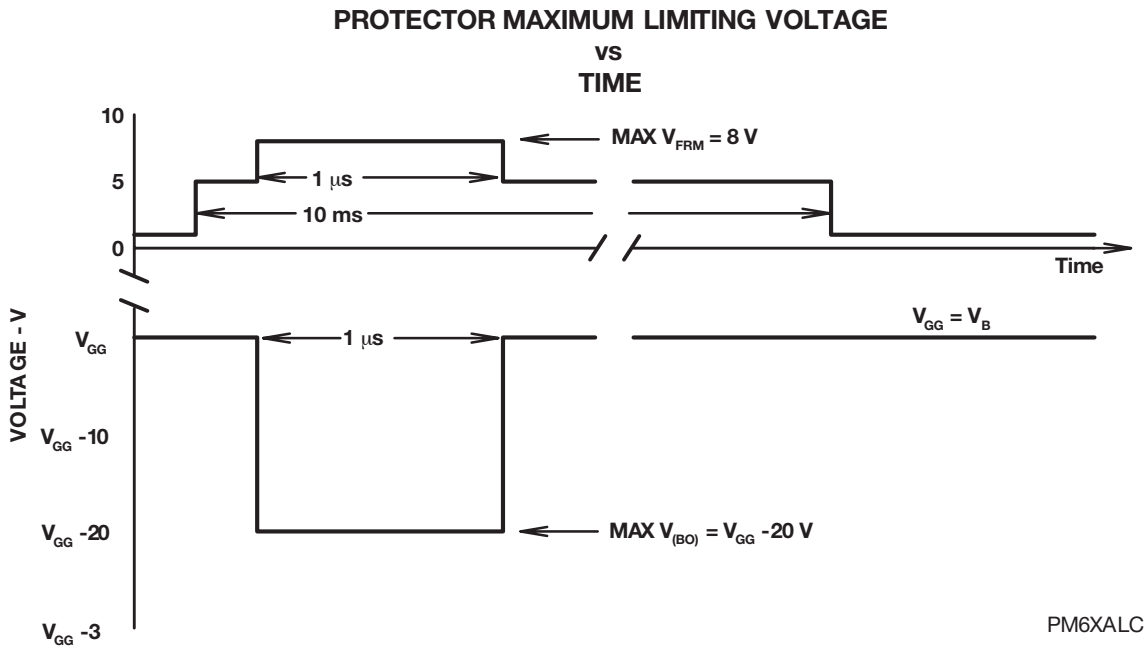 PROTECTOR MAXIMUM LIMITING VOLTAGE
vs
TIME
10
MAX V_FRM = 8 V
5
1 μs
10 ms
0
Time
VOLTAGE - V
V_GG = V_B
V_GG
1 μs
V_GG -10
V_GG -20
MAX V_(BO) = V_GG -20 V
V_GG -3
PM6XALC